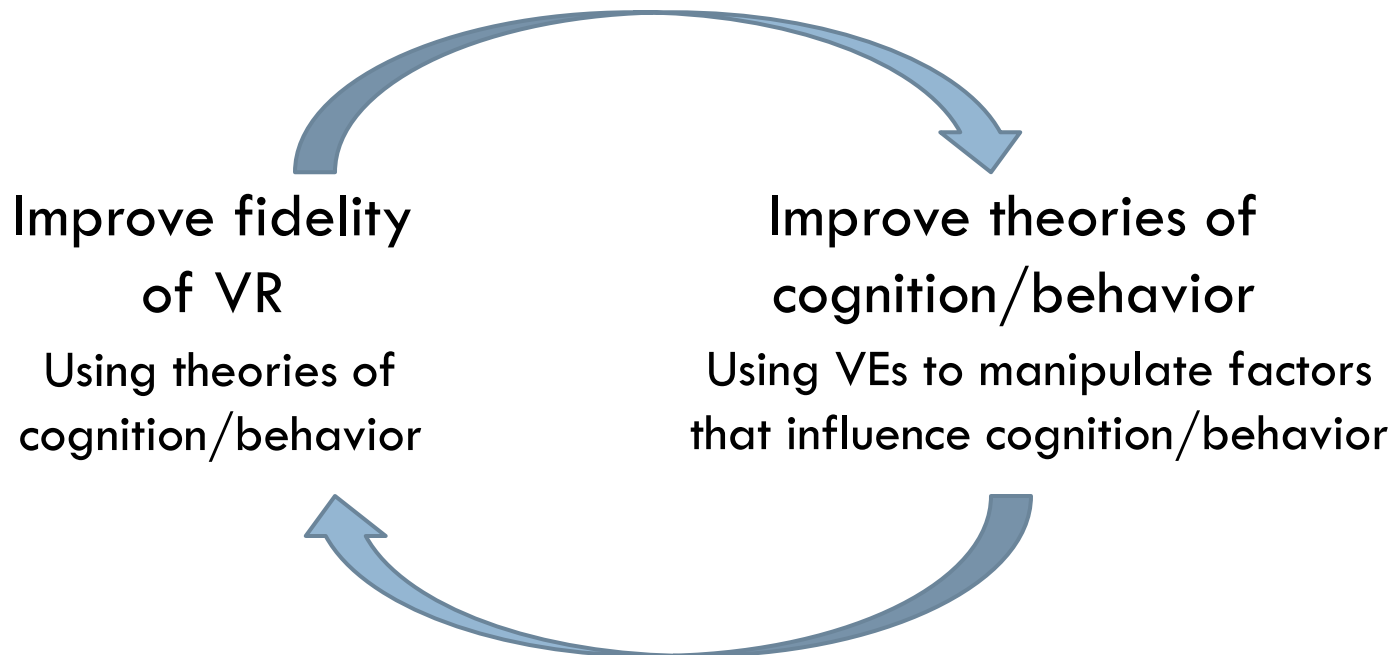 Improve fidelity
of VR
Using theories of
cognition/behavior
Improve theories of
cognition/behavior
Using VEs to manipulate factors
that influence cognition/behavior